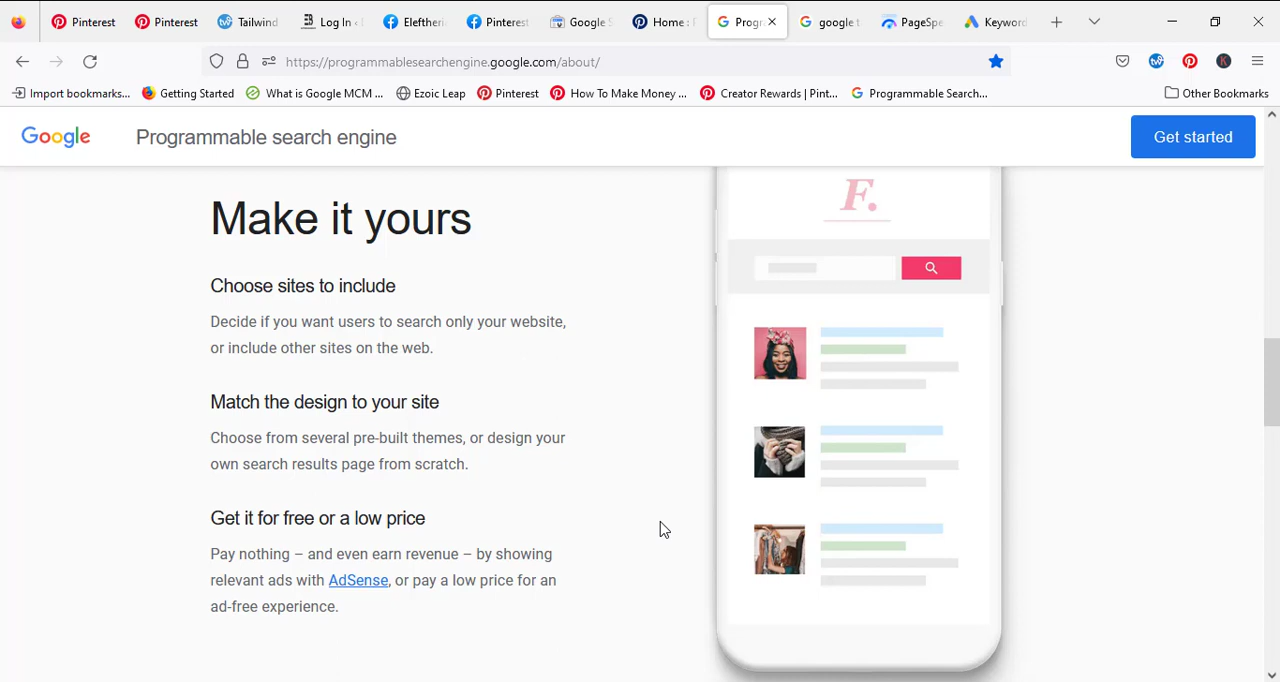 Pinterest
Pinterest
Tailwind
Log In
Eleftheri
Pinterest
Google S
Home :
Prog
google t
PageSpe
Keyword
https://programmablesearchengine.google.com/about/
Import bookmarks...
Getting Started
What is Google MCM ...
Ezoic Leap
Pinterest
How To Make Money ...
Creator Rewards | Pint...
Programmable Search...
Other Bookmarks
Google
Programmable search engine
Get started
Make it yours
Choose sites to include
Decide if you want users to search only your website,
or include other sites on the web.
Match the design to your site
Choose from several pre-built themes, or design your
own search results page from scratch.
Get it for free or a low price
Pay nothing – and even earn revenue – by showing
relevant ads with AdSense, or pay a low price for an
ad-free experience.
F.